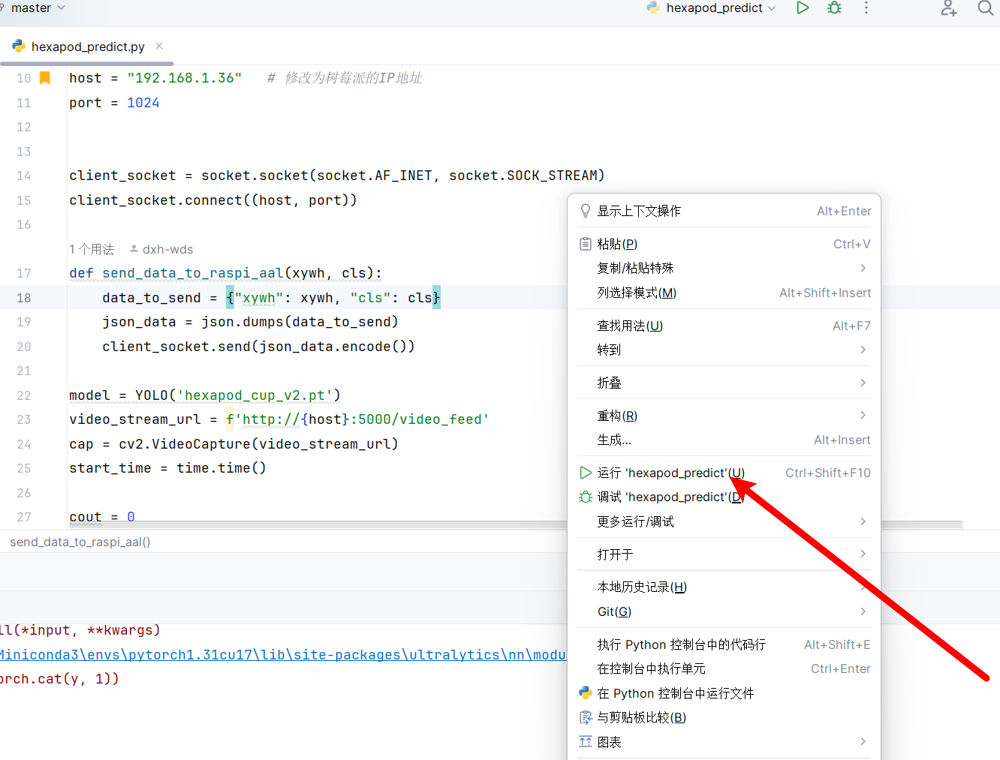 master
hexapod_predict
hexapod_predict.py
10 host = "192.168.1.36" # 修改为树莓派的IP地址
11 port = 1024
12
13
14 client_socket = socket.socket(socket.AF_INET, socket.SOCK_STREAM)
15 client_socket.connect((host, port))
16
1 个用法 dxh-wds
17 def send_data_to_raspi_aal(xywh, cls):
18 data_to_send = {"xywh": xywh, "cls": cls}
19 json_data = json.dumps(data_to_send)
20 client_socket.send(json_data.encode())
21
22 model = YOLO('hexapod_cup_v2.pt')
23 video_stream_url = f'http://{host}:5000/video_feed'
24 cap = cv2.VideoCapture(video_stream_url)
25 start_time = time.time()
26
27 cout = 0
send_data_to_raspi_aal()
ll(*input, **kwargs)
Miniconda3\envs\pytorch1.31cu17\lib\site-packages\ultralytics\nn\modu
orch.cat(y, 1))
显示上下文操作 Alt+Enter
粘贴(P) Ctrl+V
复制/粘贴特殊
列选择模式(M) Alt+Shift+Insert
查找用法(U) Alt+F7
转到
折叠
重构(R)
生成... Alt+Insert
运行 'hexapod_predict'(U) Ctrl+Shift+F10
调试 'hexapod_predict'(D)
更多运行/调试
打开于
本地历史记录(H)
Git(G)
执行 Python 控制台中的代码行 Alt+Shift+E
在控制台中执行单元 Ctrl+Enter
在 Python 控制台中运行文件
与剪贴板比较(B)
图表